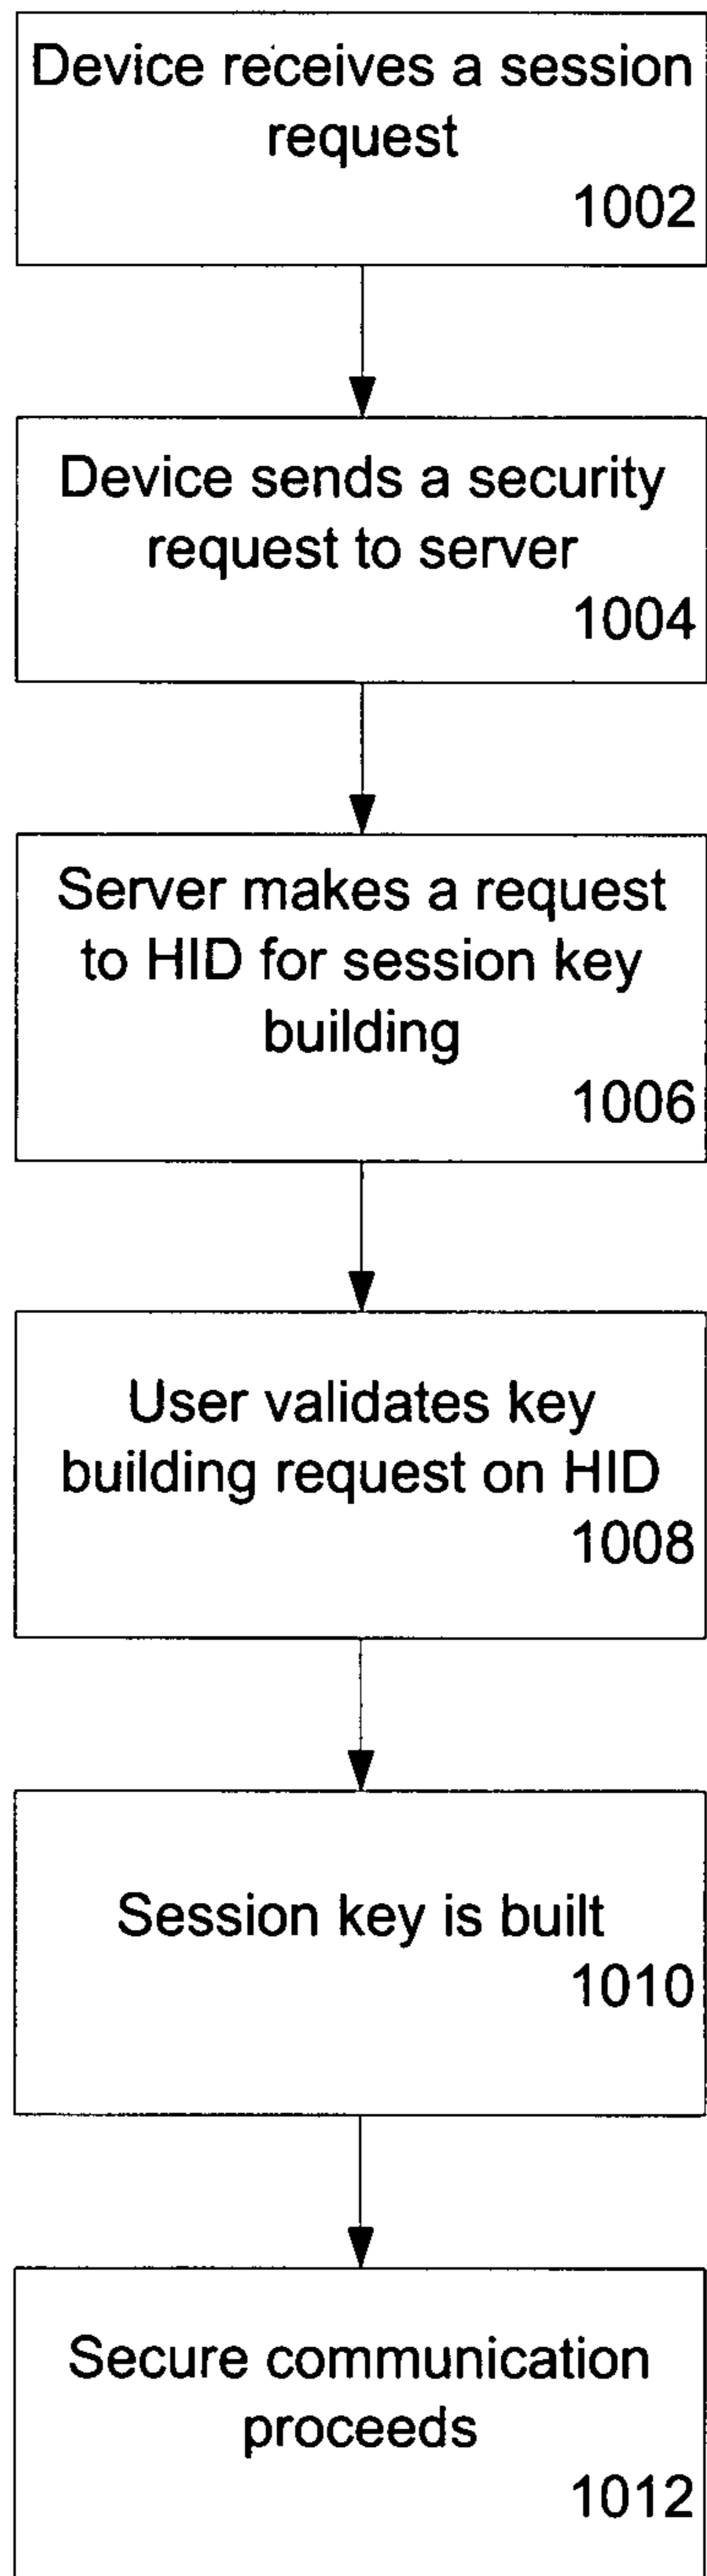 Device receives a session
request
1002
Device sends a security
request to server
1004
Server makes a request
to HID for session key
building
1006
User validates key
building request on HID
1008
Session key is built
1010
Secure communication
proceeds
1012